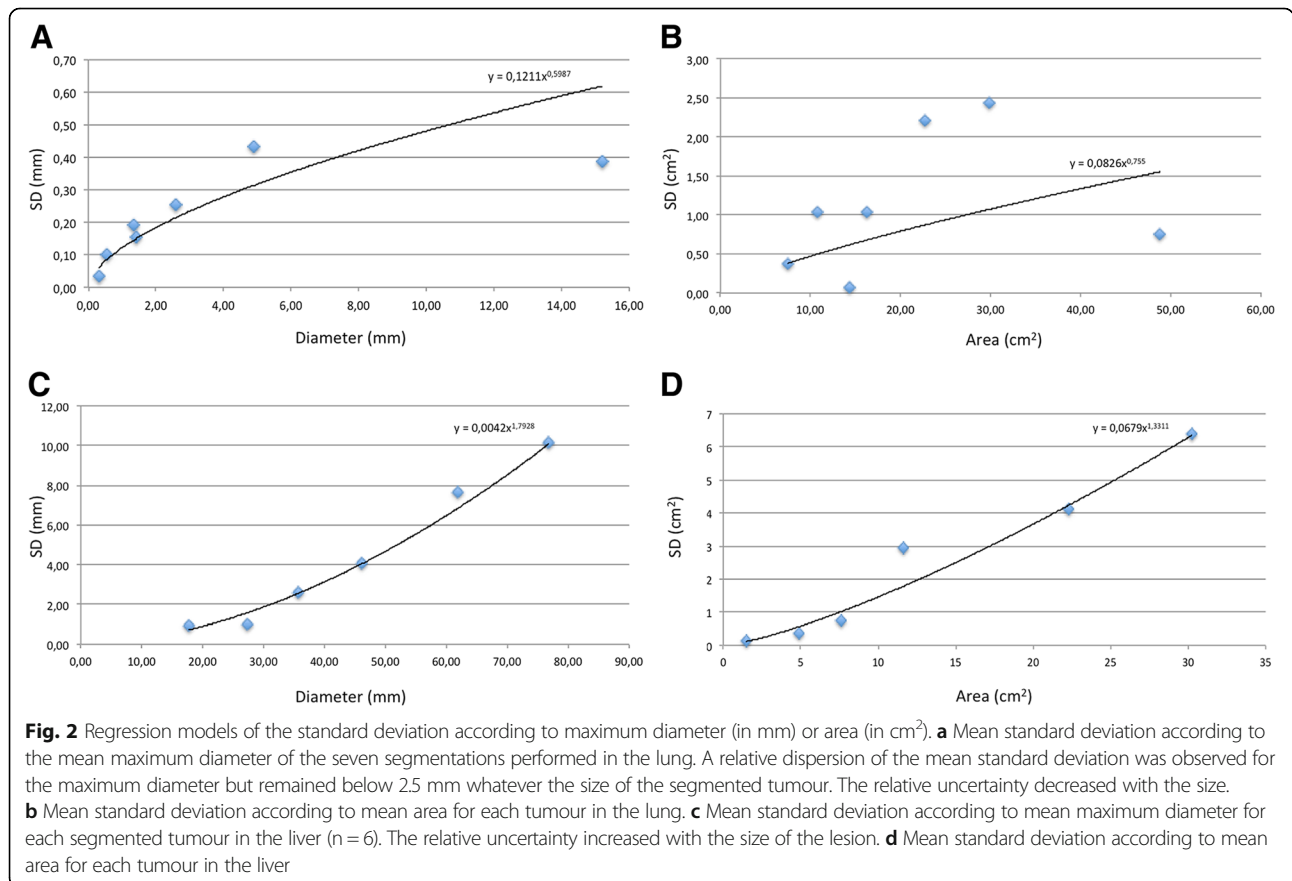 A
B
0,70
0,60
0,50
0,40
0,30
0,20
0,10
0,00
SD (mm)
y = 0,1211x^0,5987
0,00 2,00 4,00 6,00 8,00 10,00 12,00 14,00 16,00
Diameter (mm)
3,00
2,50
2,00
1,50
1,00
0,50
0,00
SD (cm²)
y = 0,0826x^0,755
0,00 10,00 20,00 30,00 40,00 50,00 60,00
Area (cm²)
C
D
12,00
10,00
8,00
6,00
4,00
2,00
0,00
SD (mm)
y = 0,0042x^1,7928
0,00 10,00 20,00 30,00 40,00 50,00 60,00 70,00 80,00 90,00
Diameter (mm)
7
6
5
4
3
2
1
0
SD (cm²)
y = 0,0679x^1,3311
0 5 10 15 20 25 30 35
Area (cm²)
Fig. 2 Regression models of the standard deviation according to maximum diameter (in mm) or area (in cm²). a Mean standard deviation according to
the mean maximum diameter of the seven segmentations performed in the lung. A relative dispersion of the mean standard deviation was observed for
the maximum diameter but remained below 2.5 mm whatever the size of the segmented tumour. The relative uncertainty decreased with the size.
b Mean standard deviation according to mean area for each tumour in the lung. c Mean standard deviation according to mean maximum diameter for
each segmented tumour in the liver (n = 6). The relative uncertainty increased with the size of the lesion. d Mean standard deviation according to mean
area for each tumour in the liver